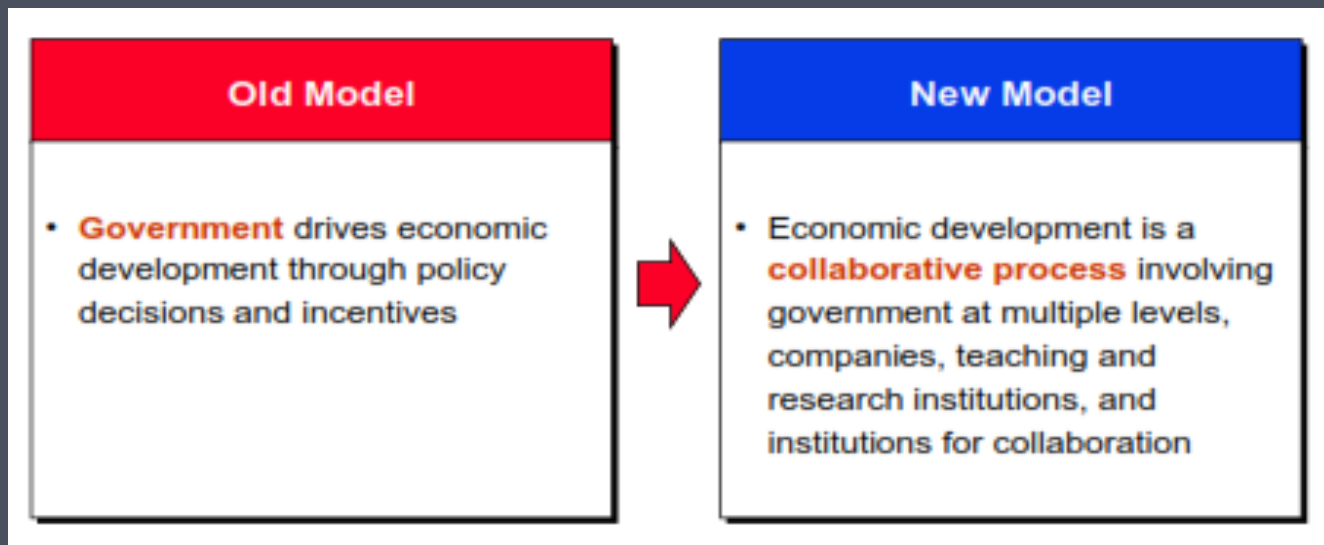 Old Model
• Government drives economic
development through policy
decisions and incentives
New Model
• Economic development is a
collaborative process involving
government at multiple levels,
companies, teaching and
research institutions, and
institutions for collaboration